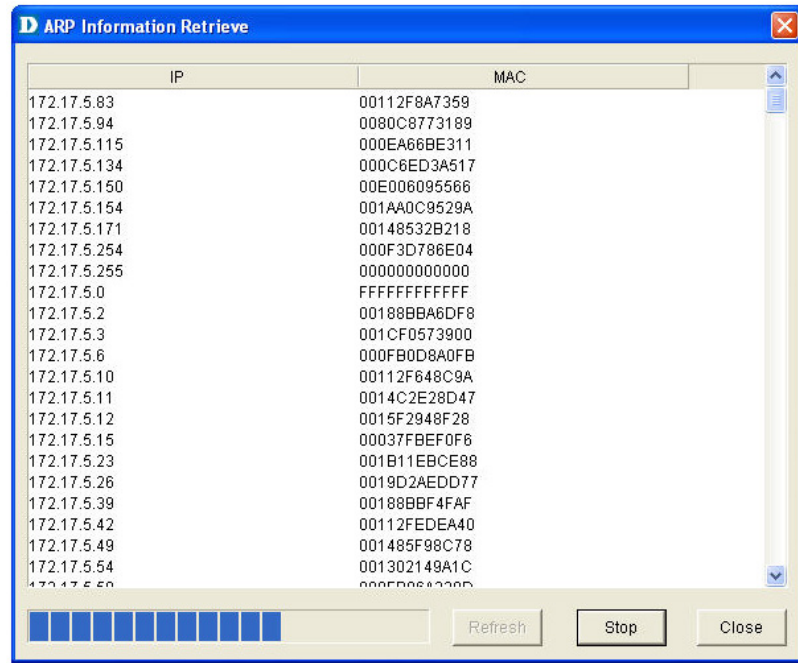 D ARP Information Retrieve
IP MAC
172.17.5.83 00112F8A7359
172.17.5.94 0080C8773189
172.17.5.115 000EA66BE311
172.17.5.134 000C6ED3A517
172.17.5.150 00E006095566
172.17.5.154 001AA0C9529A
172.17.5.171 00148532B218
172.17.5.254 000F3D786E04
172.17.5.255 000000000000
172.17.5.0 FFFFFFFFFFFF
172.17.5.2 00188BBA6DF8
172.17.5.3 001CF0573900
172.17.5.6 000FB0D8A0FB
172.17.5.10 00112F648C9A
172.17.5.11 0014C2E28D47
172.17.5.12 0015F2948F28
172.17.5.15 00037FBEF0F6
172.17.5.23 001B11EBCE88
172.17.5.26 0019D2AEDD77
172.17.5.39 00188BBF4FAF
172.17.5.42 00112FEDEA40
172.17.5.49 001485F98C78
172.17.5.54 001302149A1C
Refresh Stop Close